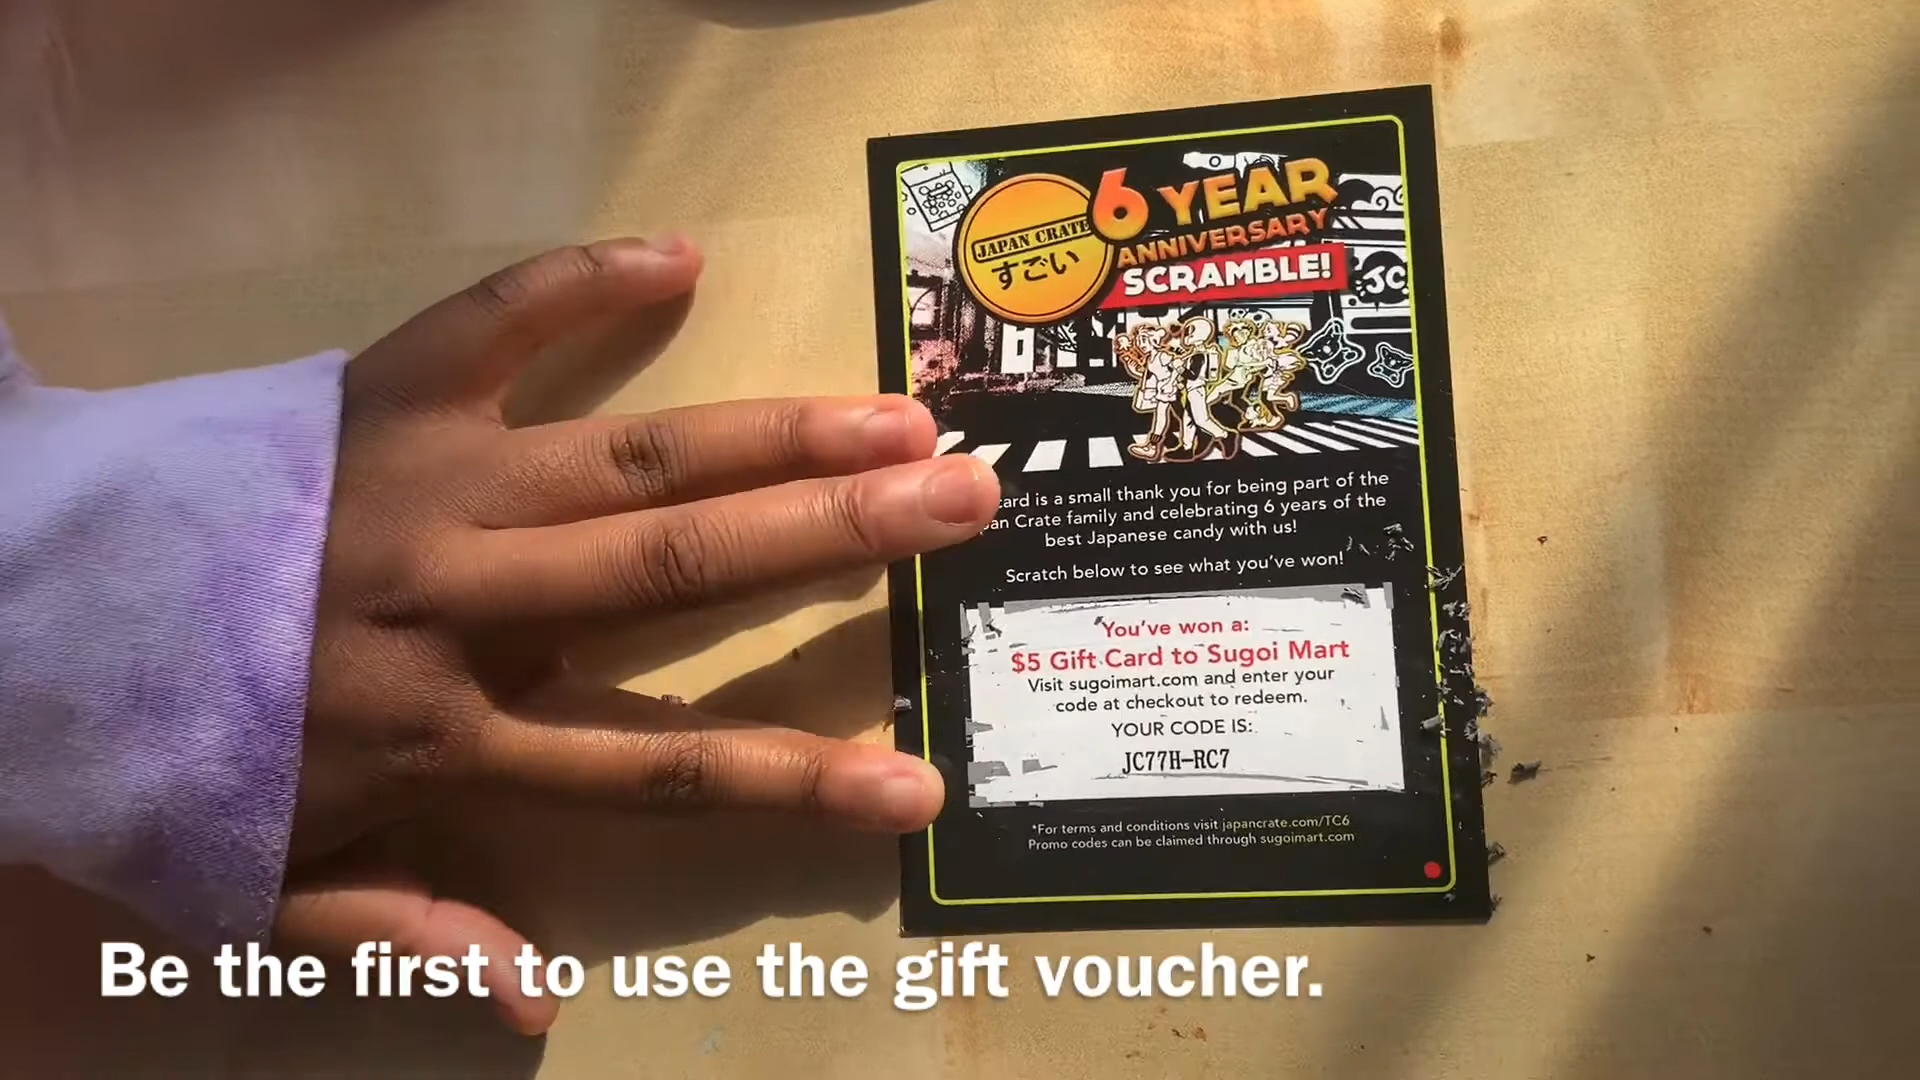 JAPAN CRATE
すごい
6 YEAR
ANNIVERSARY
SCRAMBLE!
JC
card is a small thank you for being part of the
Crate family and celebrating 6 years of the
best Japanese candy with us!
Scratch below to see what you've won!
You've won a:
$5 Gift Card to Sugoi Mart
Visit sugoimart.com and enter your
code at checkout to redeem.
YOUR CODE IS:
JC77H-RC7
*For terms and conditions visit japancrate.com/TC6
Promo codes can be claimed through sugoimart.com
Be the first to use the gift voucher.